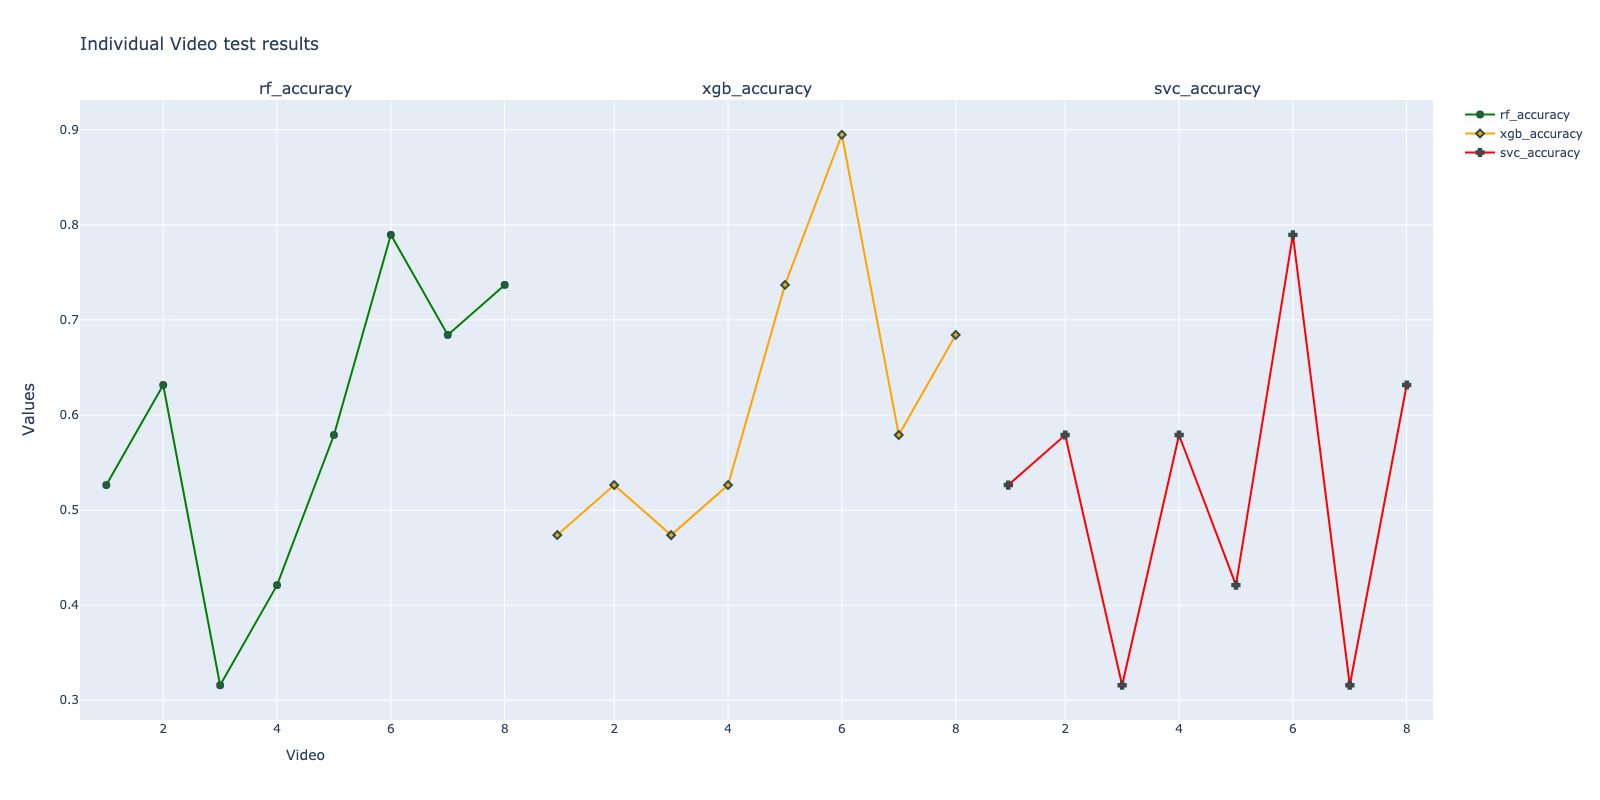 Individual Video test results
rf_accuracy
xgb_accuracy
svc_accuracy
rf_accuracy
xgb_accuracy
svc_accuracy
Values
0.9
0.8
0.7
0.6
0.5
0.4
0.3
2 4 6 8
2 4 6 8
2 4 6 8
Video